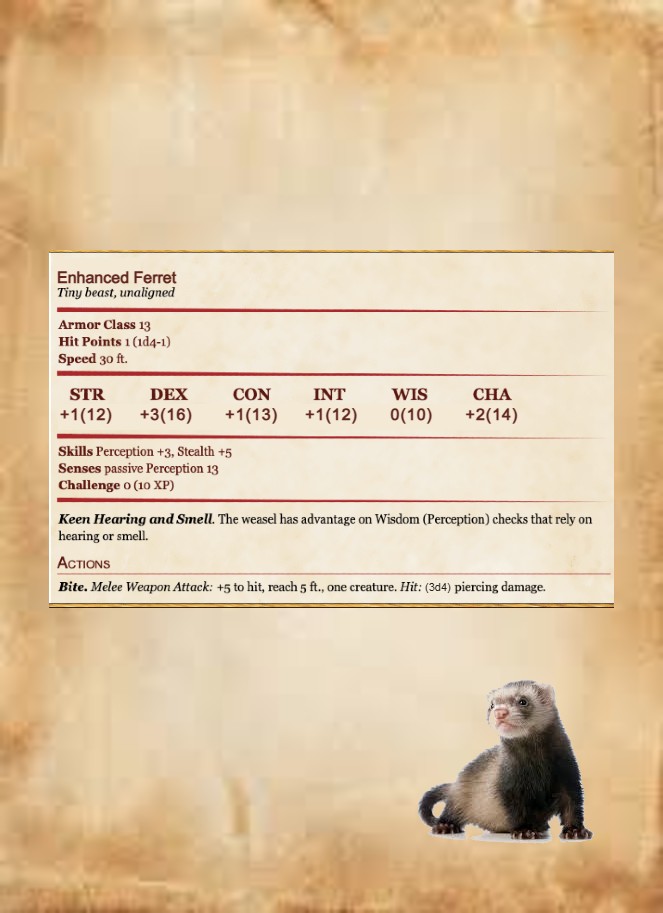 Enhanced Ferret
Tiny beast, unaligned
Armor Class 13
Hit Points 1 (1d4-1)
Speed 30 ft.
STR DEX CON INT WIS CHA
+1(12) +3(16) +1(13) +1(12) 0(10) +2(14)
Skills Perception +3, Stealth +5
Senses passive Perception 13
Challenge 0 (10 XP)
Keen Hearing and Smell. The weasel has advantage on Wisdom (Perception) checks that rely on
hearing or smell.
Actions
Bite. Melee Weapon Attack: +5 to hit, reach 5 ft., one creature. Hit: (3d4) piercing damage.